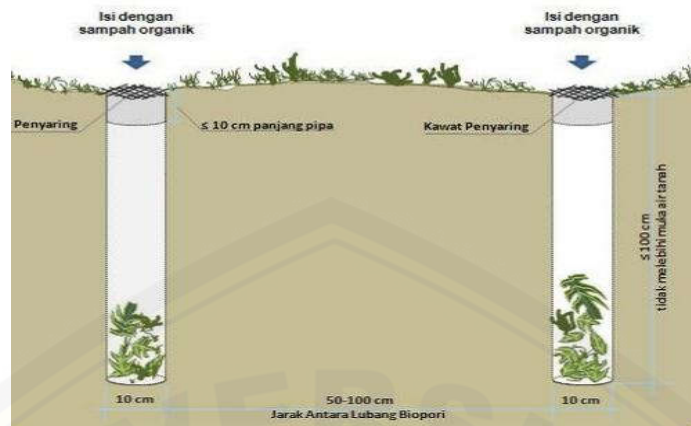 Isi dengan
sampah organik
Isi dengan
sampah organik
Penyaring
≤ 10 cm panjang pipa
Kawat Penyaring
≤100 cm
tidak melebihi muka air tanah
10 cm
50-100 cm
10 cm
Jarak Antara Lubang Biopori